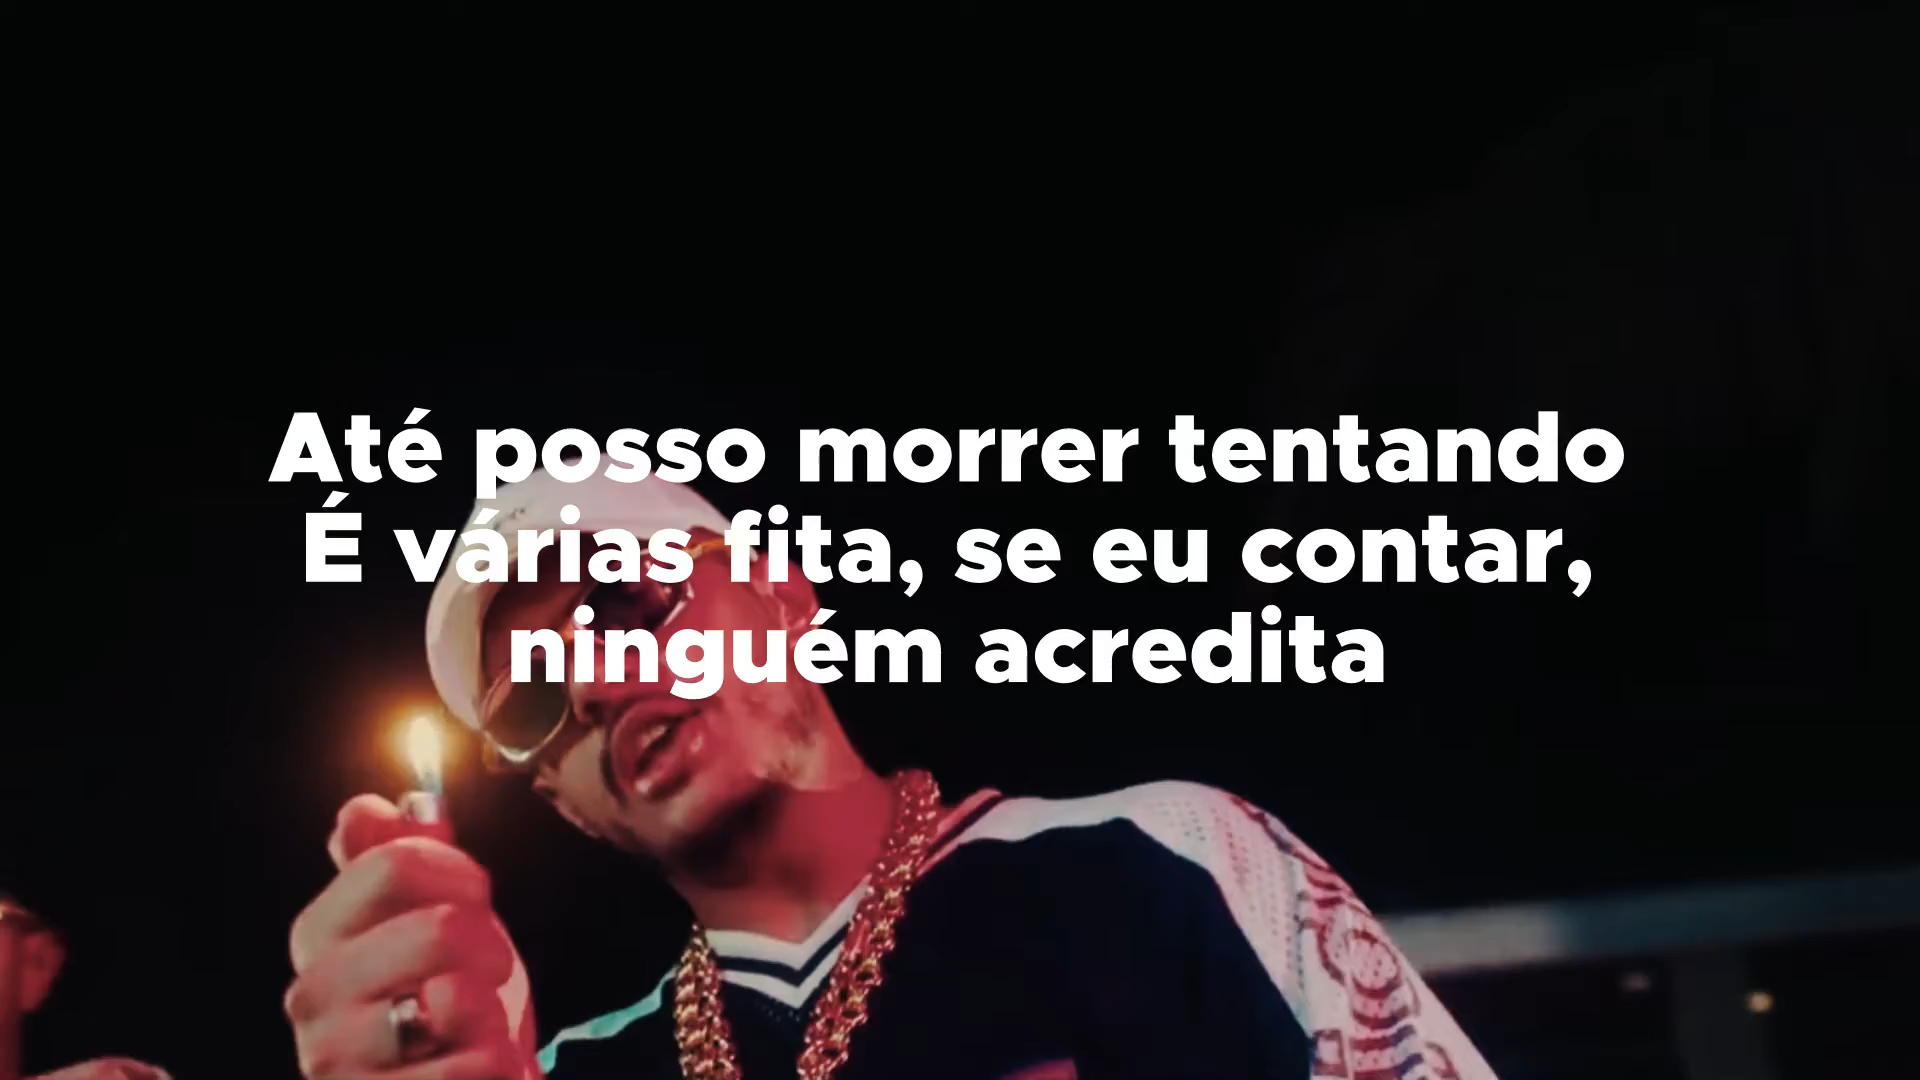 Até posso morrer tentando
É várias fita, se eu contar,
ninguém acredita